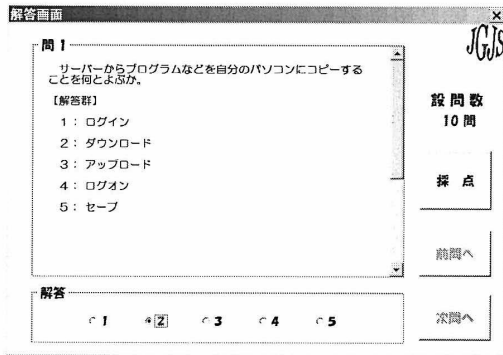 解答画面
JGJS
問1
サーバーからプログラムなどを自分のパソコンにコピーする
ことを何とよぶか。
【解答群】
1：ログイン
2：ダウンロード
3：アップロード
4：ログオン
5：セーブ
設問数
10問
採点
前問へ
次問へ
解答
1 2 3 4 5